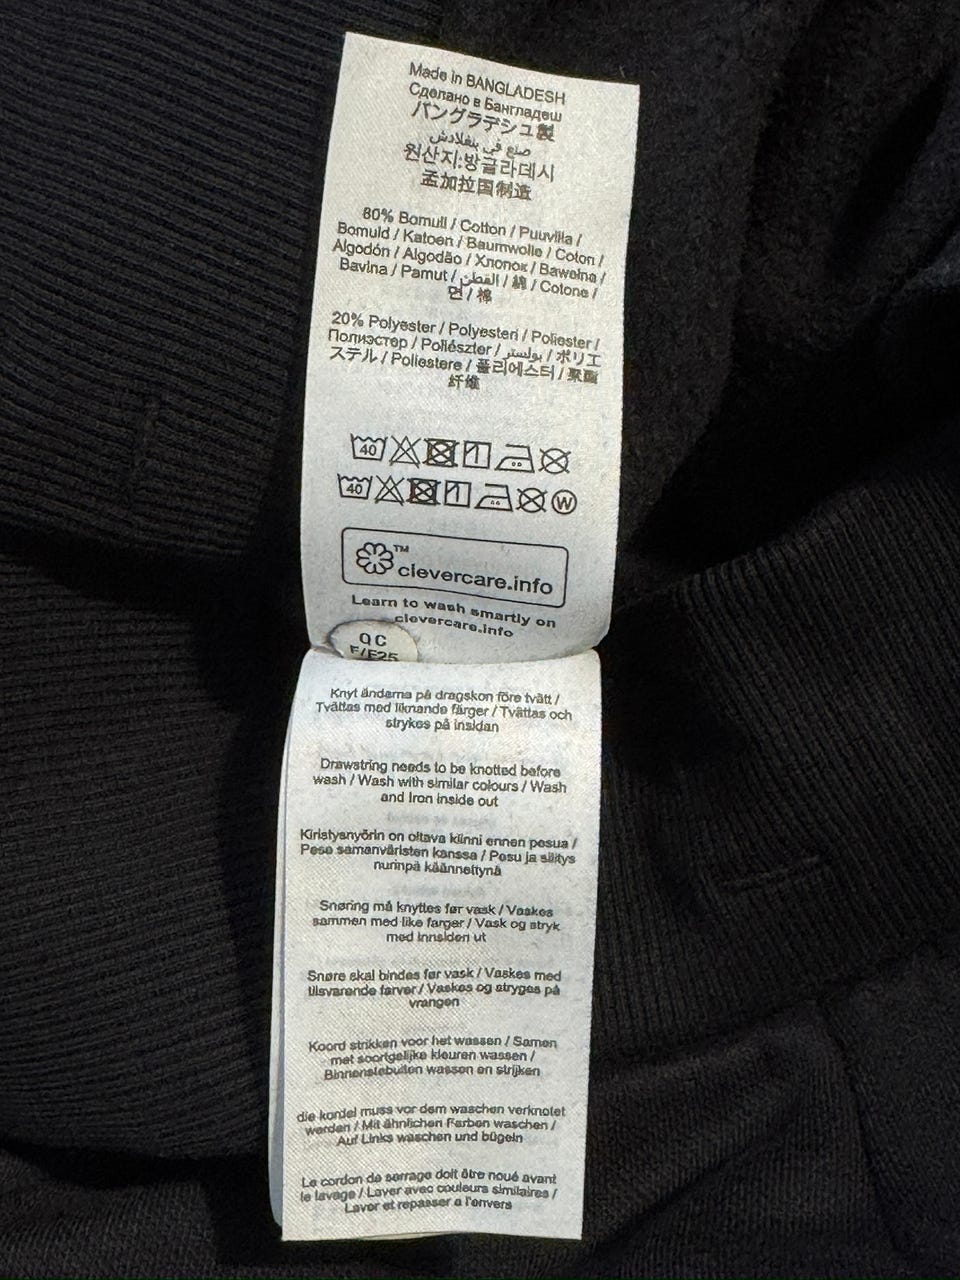 Made in BANGLADESH
Сделано в Бангладеш
バングラデシュ製
صنع في بنغلادش
원산지:방글라데시
孟加拉国制造
80% Bomull / Cotton / Puuvilla /
Bomuld / Katoen / Baumwolle / Coton /
Algodón / Algodão / Хлопок / Bawełna /
Bavlna / Pamut / القطن / 綿 / Cotone /
면 / 棉
20% Polyester / Polyesteri / Poliester /
Полиэстер / Poliészter / بولستر / ポリエ
ステル / Poliestere / 폴리에스터 / 聚酯
纤维
40
40 W
™
clevercare.info
Learn to wash smartly on
clevercare.info
QC
F/E25
Knyt ändarna på dragskon före tvätt /
Tvättas med liknande färger / Tvättas och
strykes på insidan
Drawstring needs to be knotted before
wash / Wash with similar colours / Wash
and Iron inside out
Kiristysnyörin on oltava kiinni ennen pesua /
Pese samanväristen kanssa / Pesu ja silitys
nurinpä käännettynä
Snøring må knyttes før vask / Vaskes
sammen med like farger / Vask og stryk
med innsiden ut
Snøre skal bindes før vask / Vaskes med
tilsvarende farver / Vaskes og stryges på
vrangen
Koord strikken voor het wassen / Samen
met soortgelijke kleuren wassen /
Binnenstebuiten wassen en strijken
die kordel muss vor dem waschen verknotet
werden / Mit ähnlichen Farben waschen /
Auf Links waschen und bügeln
Le cordon de serrage doit être noué avant
le lavage / Laver avec couleurs similaires /
Laver et repasser a l'envers